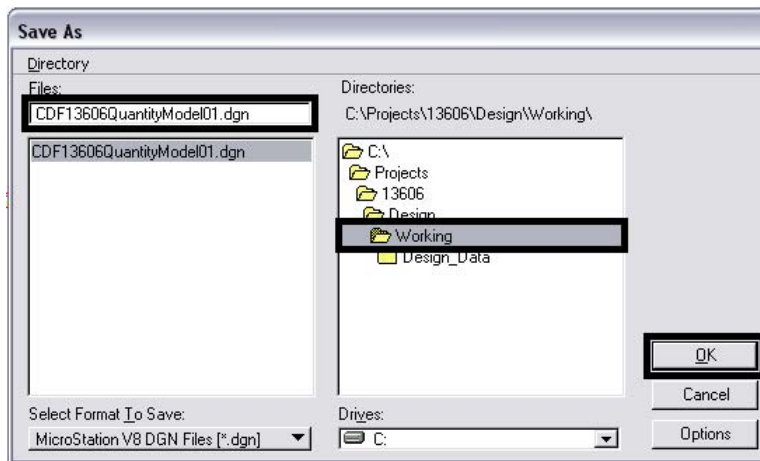 Save As
Directory
Files:
CDF13606QuantityModel01.dgn
CDF13606QuantityModel01.dgn
Select Format To Save:
MicroStation V8 DGN Files [*.dgn]
Directories:
C:\Projects\13606\Design\Working\
C:\
Projects
13606
Design
Working
Design_Data
Drives:
C:
OK
Cancel
Options